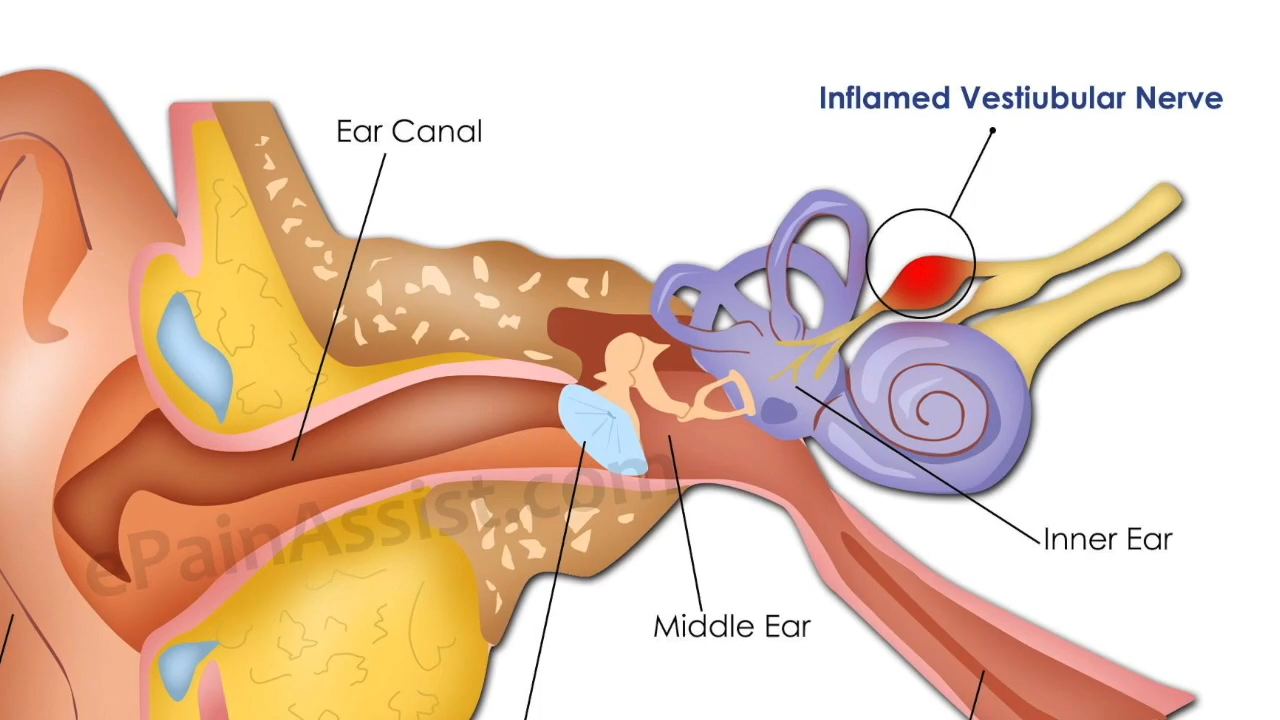 Inflamed Vestiubular Nerve
Ear Canal
ePainAssist.com
Inner Ear
Middle Ear